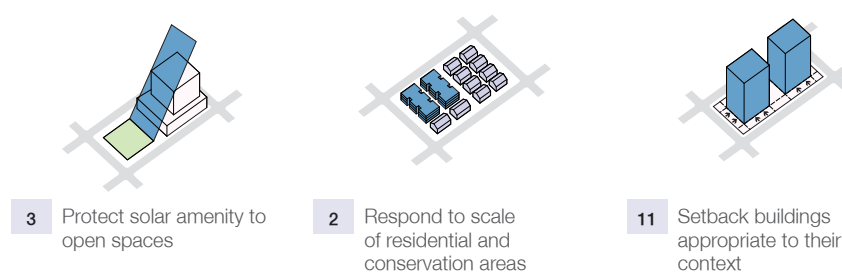 3 Protect solar amenity to
open spaces
2 Respond to scale
of residential and
conservation areas
11 Setback buildings
appropriate to their
context